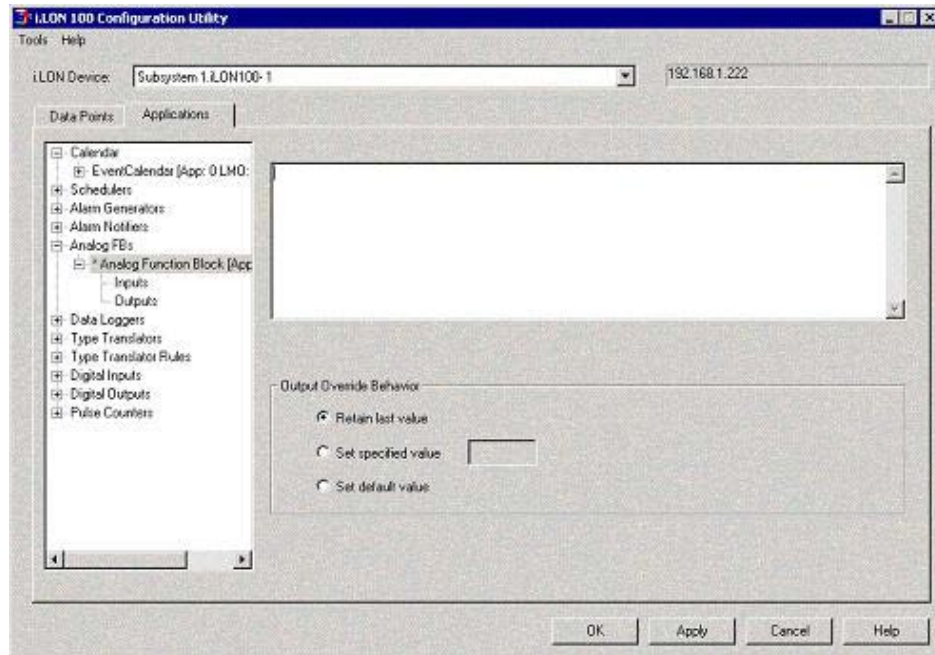 i.LON 100 Configuration Utility
Tools Help
i.LON Device: Subsystem 1.iLON100-1 192.168.1.222
Data Points Applications
Calendar
EventCalendar [App: 0 LMO:
Schedulers
Alarm Generators
Alarm Notifiers
Analog FBs
* Analog Function Block [App
Inputs
Outputs
Data Loggers
Type Translators
Type Translator Rules
Digital Inputs
Digital Outputs
Pulse Counters
Output Override Behavior
Retain last value
Set specified value
Set default value
OK Apply Cancel Help